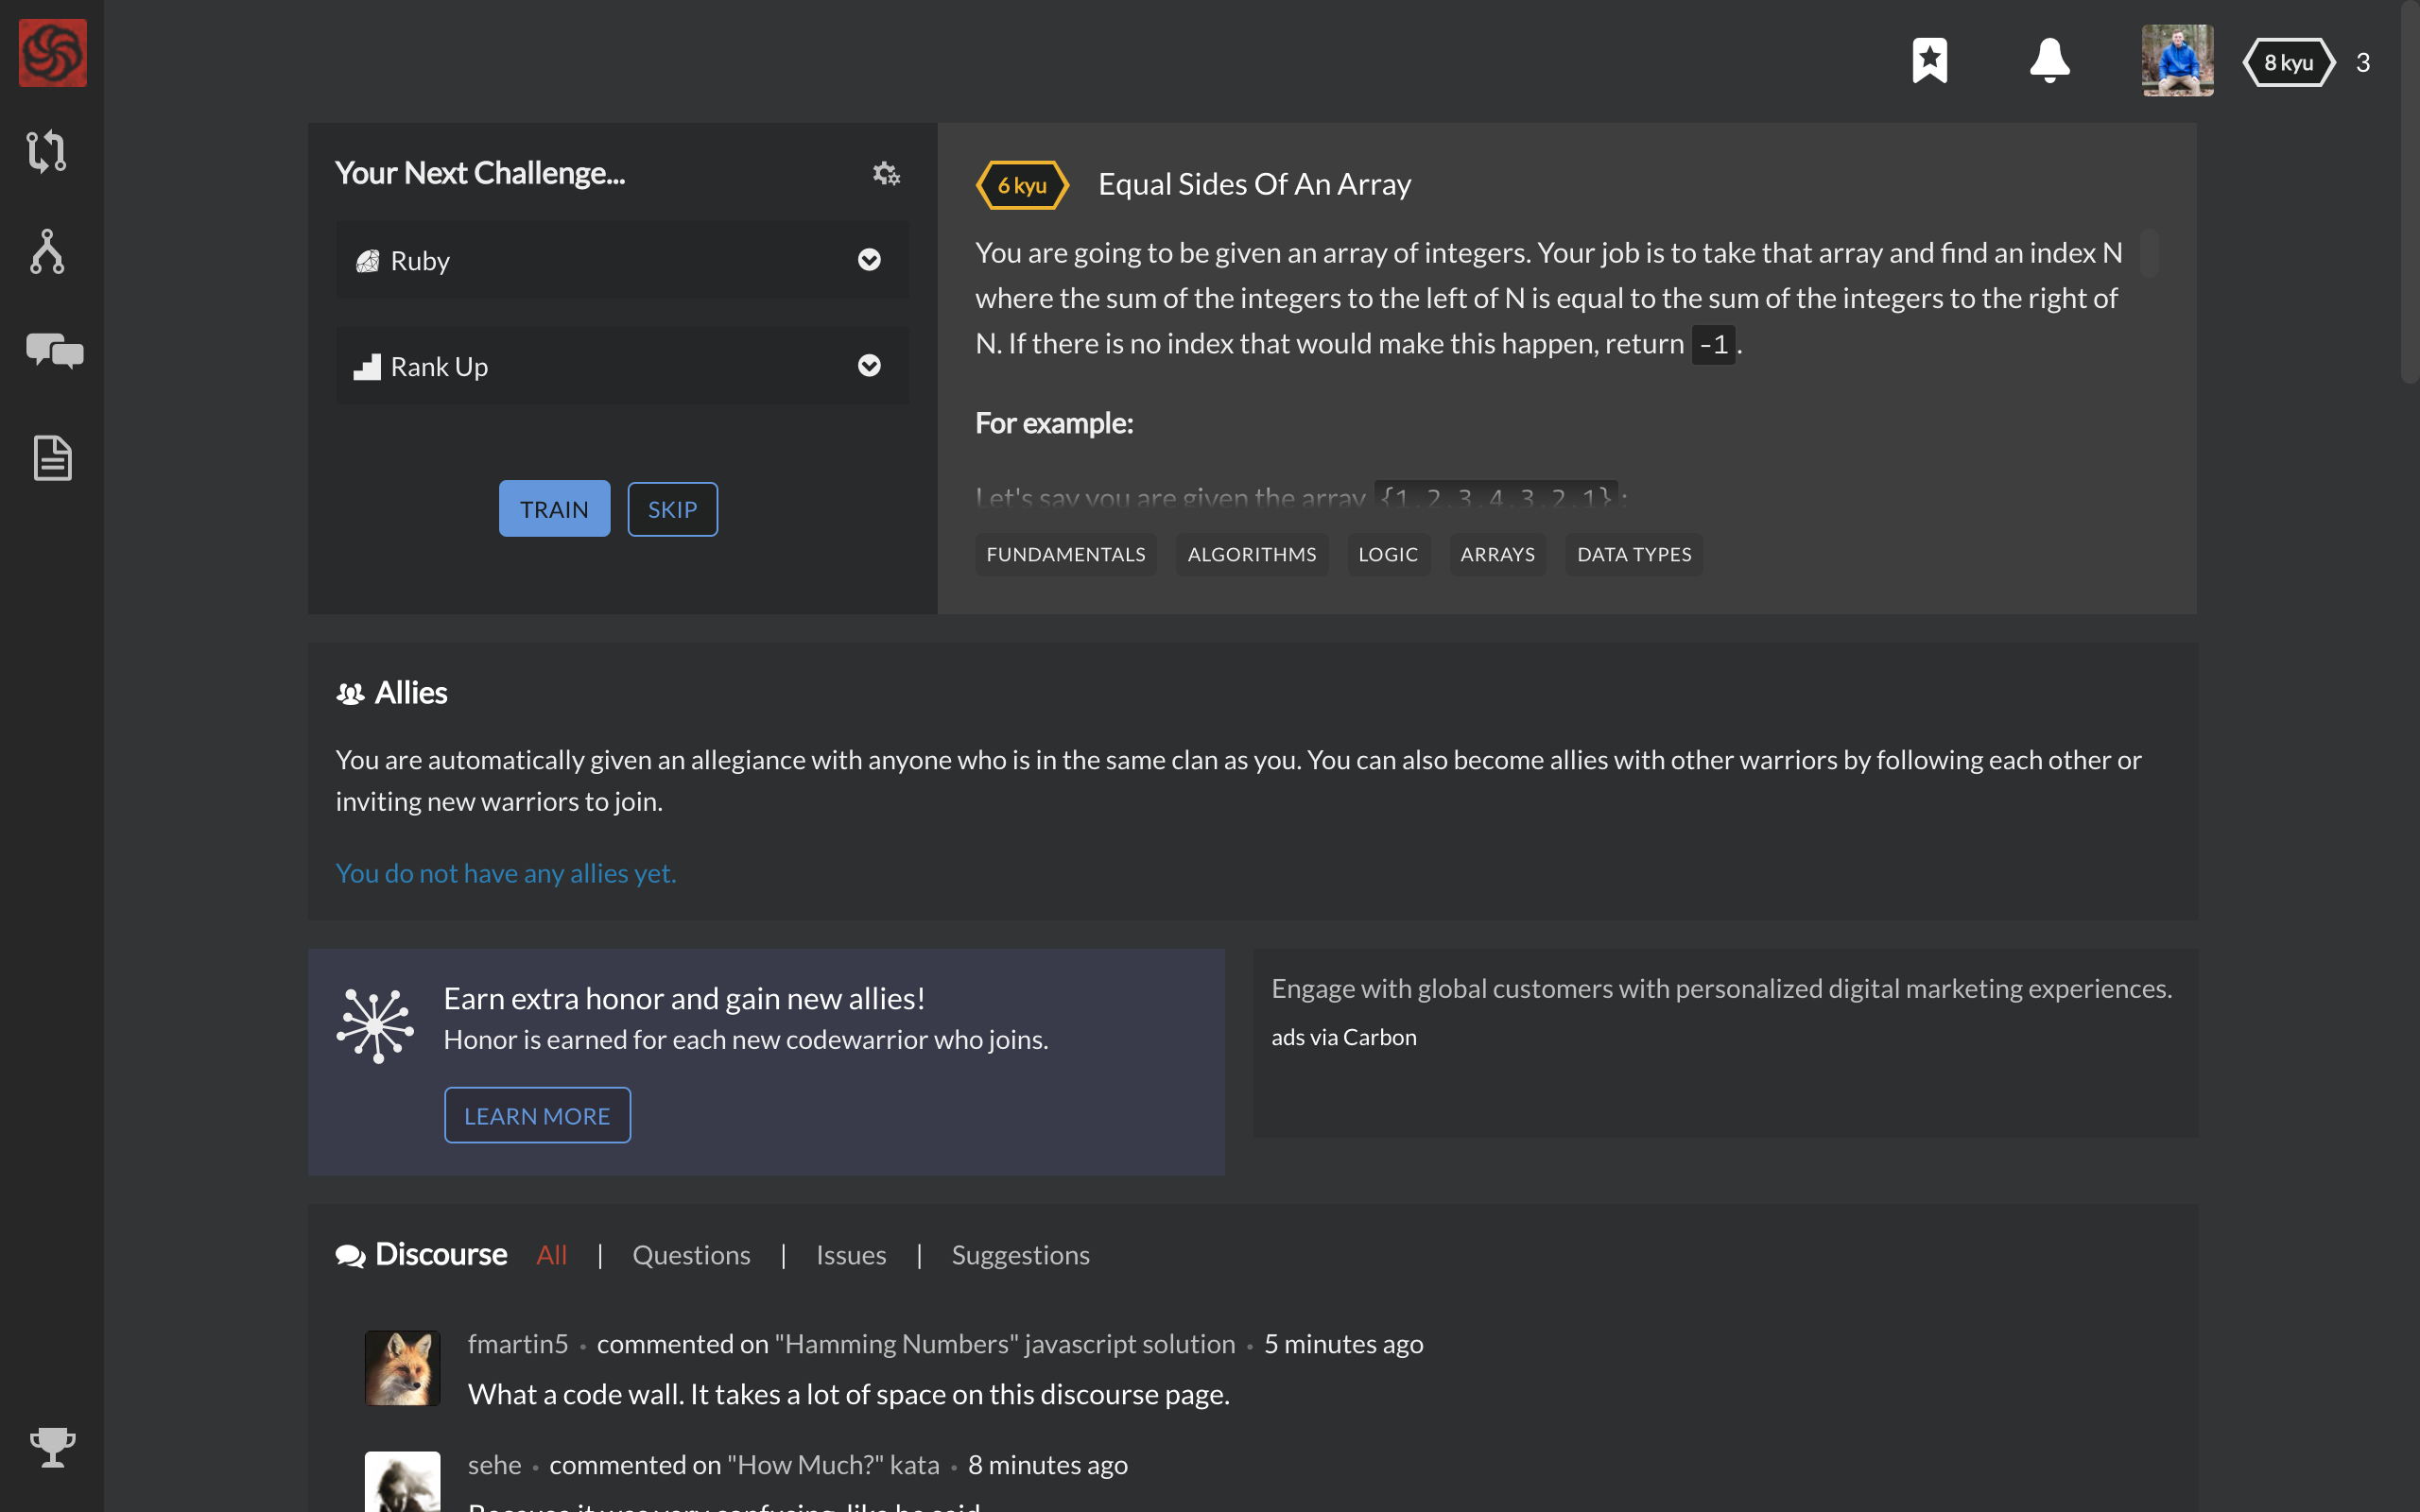 8 kyu 3
Your Next Challenge...
Ruby
Rank Up
TRAIN SKIP
6 kyu Equal Sides Of An Array
You are going to be given an array of integers. Your job is to take that array and find an index N
where the sum of the integers to the left of N is equal to the sum of the integers to the right of
N. If there is no index that would make this happen, return -1.
For example:
Let's say you are given the array {1,2,3,4,3,2,1}:
FUNDAMENTALS ALGORITHMS LOGIC ARRAYS DATA TYPES
Allies
You are automatically given an allegiance with anyone who is in the same clan as you. You can also become allies with other warriors by following each other or
inviting new warriors to join.
You do not have any allies yet.
Earn extra honor and gain new allies!
Honor is earned for each new codewarrior who joins.
LEARN MORE
Engage with global customers with personalized digital marketing experiences.
ads via Carbon
Discourse All | Questions | Issues | Suggestions
fmartin5 • commented on "Hamming Numbers" javascript solution • 5 minutes ago
What a code wall. It takes a lot of space on this discourse page.
sehe • commented on "How Much?" kata • 8 minutes ago
Because it was very confusing, like he said